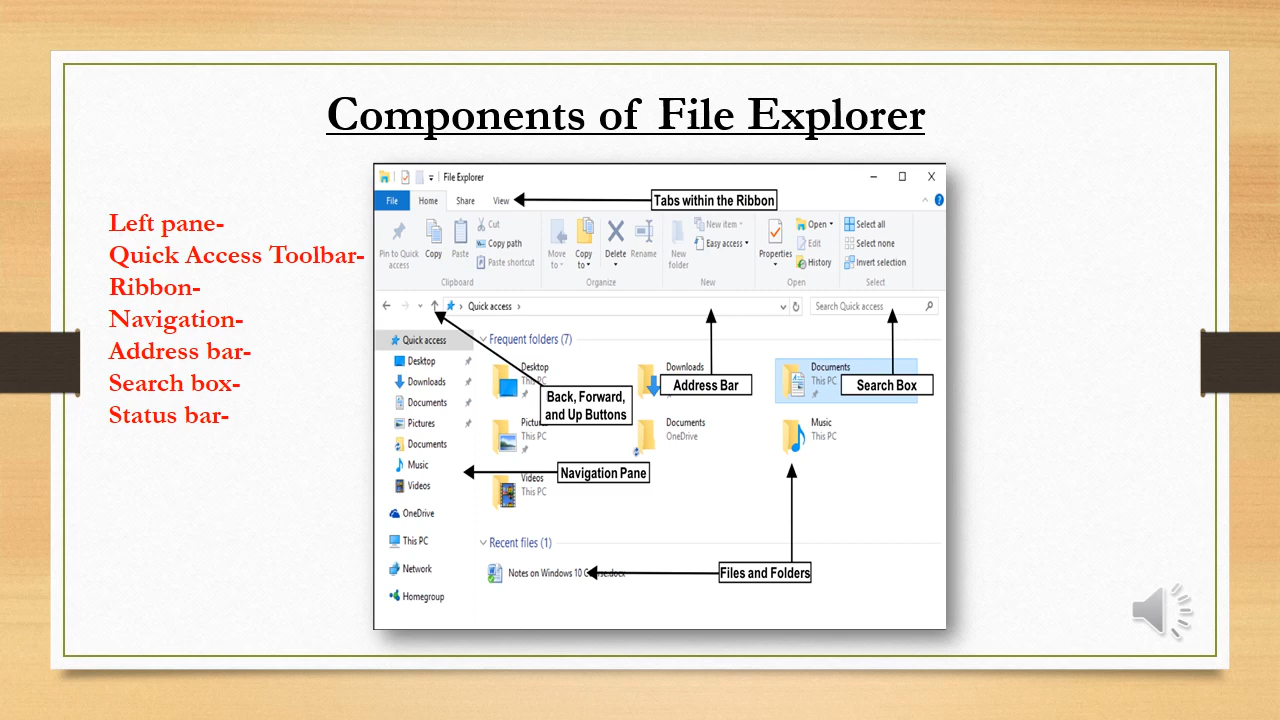 Components of File Explorer
Left pane-
Quick Access Toolbar-
Ribbon-
Navigation-
Address bar-
Search box-
Status bar-
File Explorer
File Home Share View
Tabs within the Ribbon
Pin to Quick access
Copy
Paste
Cut
Copy path
Paste shortcut
Clipboard
Move to
Copy to
Delete
Rename
Organize
New folder
New item
Easy access
New
Properties
Open
Edit
History
Open
Select all
Select none
Invert selection
Select
Quick access
Search Quick access
Quick access
Desktop
Downloads
Documents
Pictures
Documents
Music
Videos
OneDrive
This PC
Network
Homegroup
Frequent folders (7)
Desktop
This PC
Downloads
Documents
This PC
Back, Forward,
and Up Buttons
Address Bar
Search Box
This PC
Documents
OneDrive
Music
This PC
Navigation Pane
Videos
This PC
Recent files (1)
Notes on Windows 10
Files and Folders